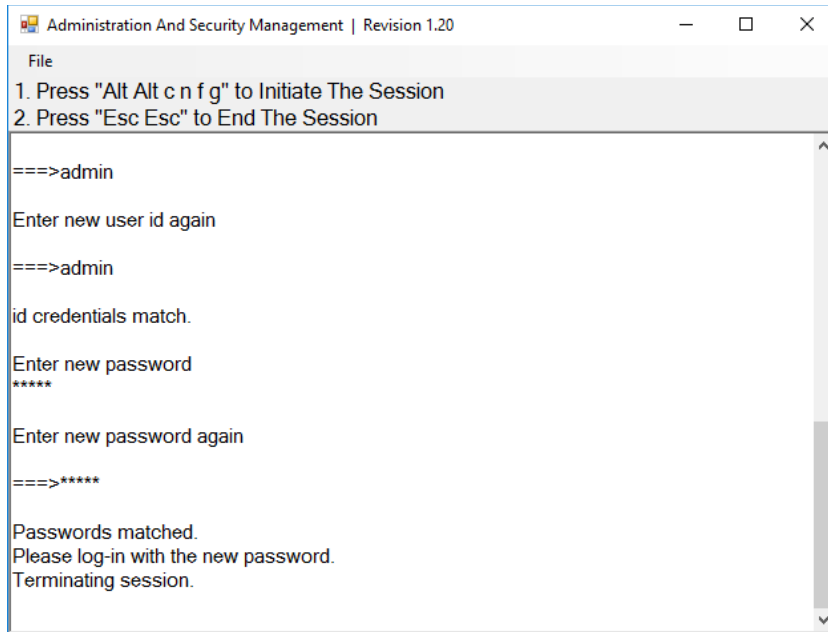 Administration And Security Management | Revision 1.20
File
1. Press "Alt Alt c n f g" to Initiate The Session
2. Press "Esc Esc" to End The Session
===>admin
Enter new user id again
===>admin
id credentials match.
Enter new password
*****
Enter new password again
===>*****
Passwords matched.
Please log-in with the new password.
Terminating session.